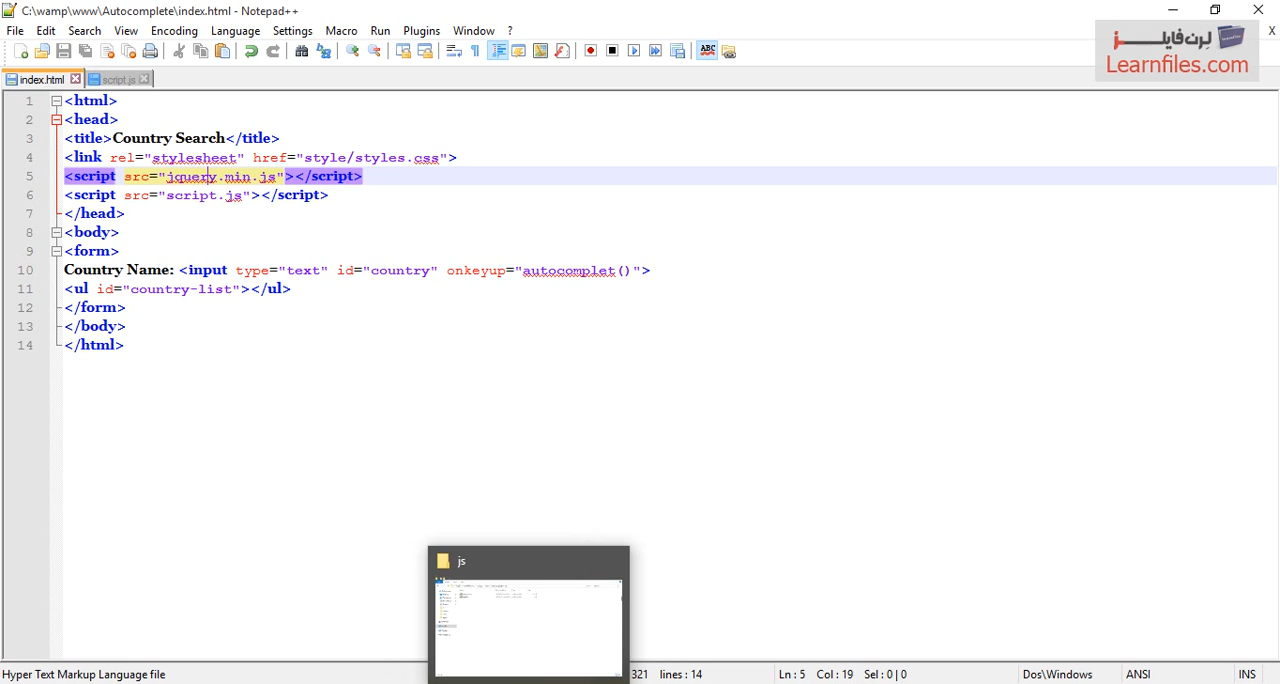 C:\wamp\www\Autocomplete\index.html - Notepad++
File Edit Search View Encoding Language Settings Macro Run Plugins Window ? X
ABC
لرن فایلز
Learnfiles.com
index.html script.js
1 <html>
2 <head>
3 <title>Country Search</title>
4 <link rel="stylesheet" href="style/styles.css">
5 <script src="jquery.min.js"></script>
6 <script src="script.js"></script>
7 </head>
8 <body>
9 <form>
10 Country Name: <input type="text" id="country" onkeyup="autocomplet()">
11 <ul id="country-list"></ul>
12 </form>
13 </body>
14 </html>
js
Hyper Text Markup Language file 321 lines : 14 Ln : 5 Col : 19 Sel : 0 | 0 Dos\Windows ANSI INS